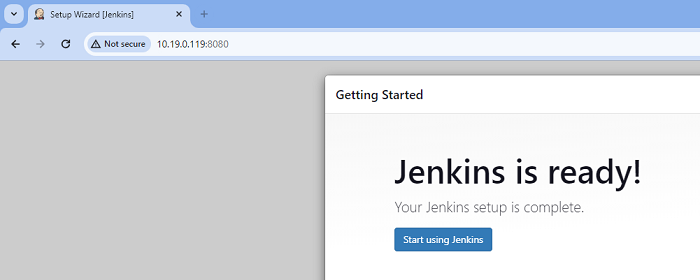 Setup Wizard [Jenkins]
Not secure 10.19.0.119:8080
Getting Started
Jenkins is ready!
Your Jenkins setup is complete.
Start using Jenkins